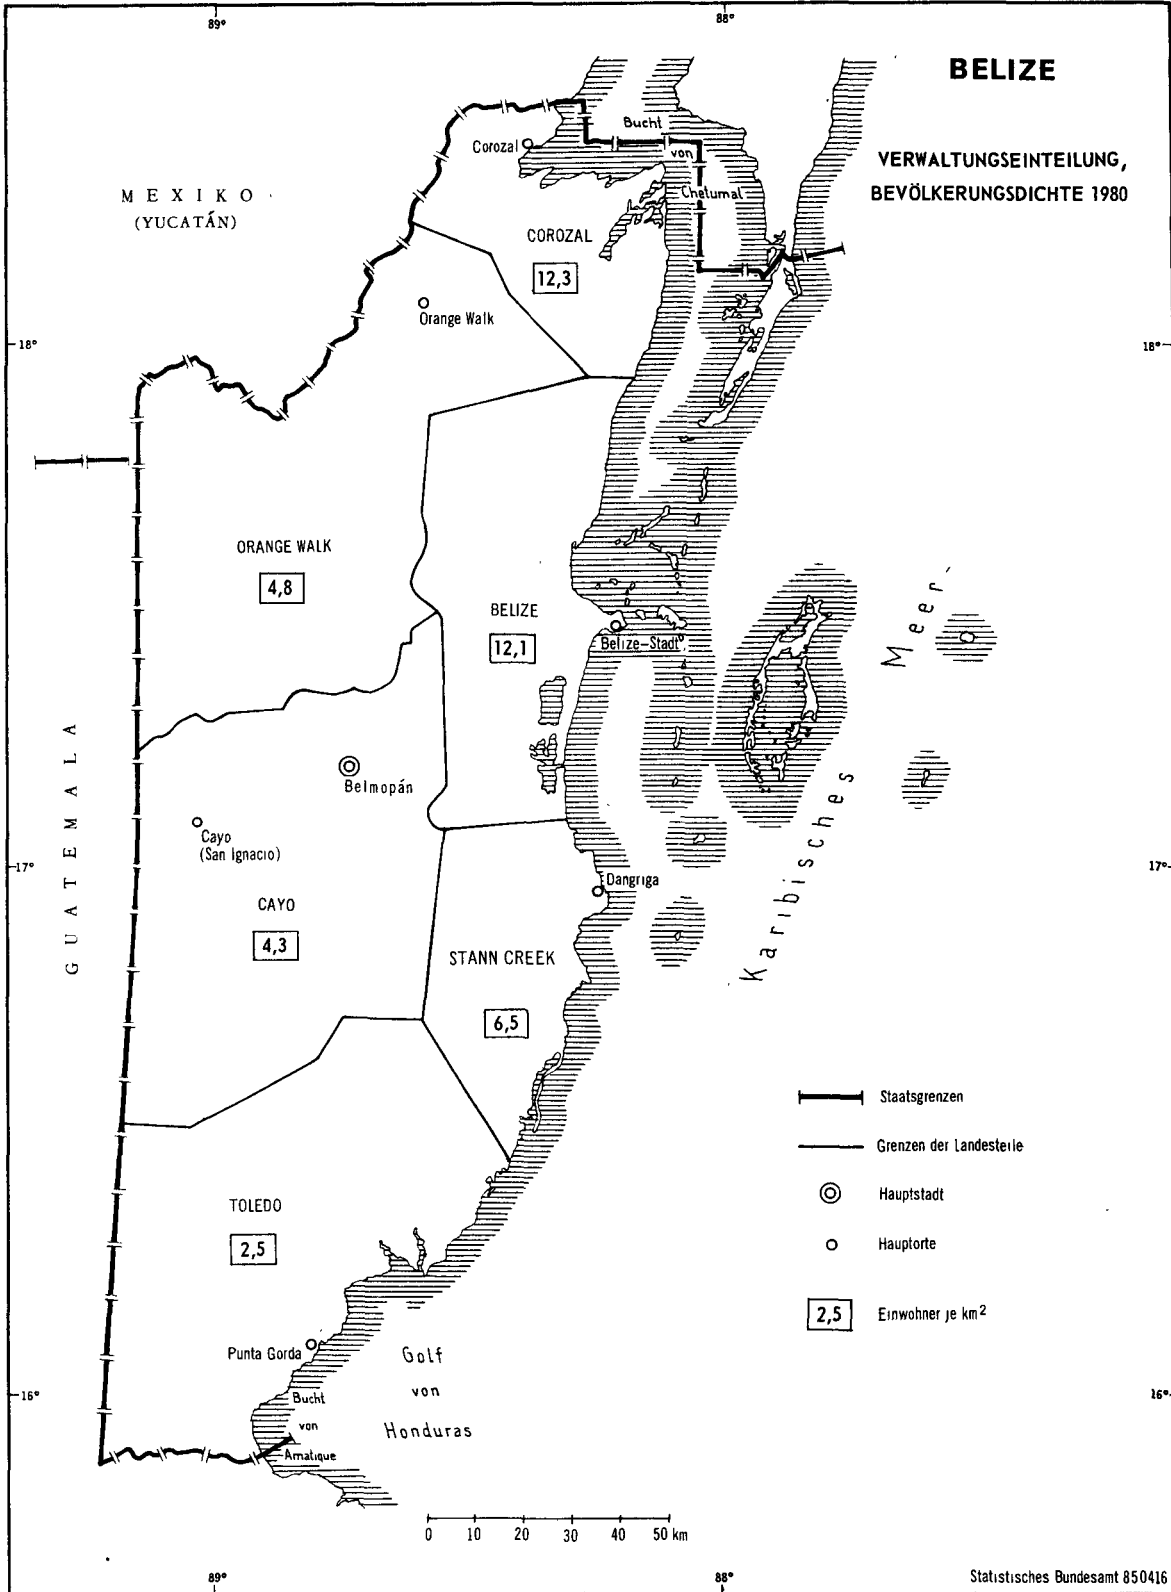 89°
88°
BELIZE
VERWALTUNGSEINTEILUNG,
BEVÖLKERUNGSDICHTE 1980
Bucht
von
Chetumal
Corozal
MEXIKO
(YUCATÁN)
COROZAL
12,3
Orange Walk
18°
18°
ORANGE WALK
4,8
BELIZE
12,1
Belize-Stadt
Karibisches Meer
GUATEMALA
Belmopán
Cayo
(San Ignacio)
17°
17°
Dangriga
CAYO
4,3
STANN CREEK
6,5
Staatsgrenzen
Grenzen der Landesteile
Hauptstadt
Hauptorte
2,5
Einwohner je km²
TOLEDO
2,5
Punta Gorda
Golf
von
Honduras
16°
16°
Bucht
von
Amatique
0 10 20 30 40 50 km
89°
88°
Statistisches Bundesamt 850416